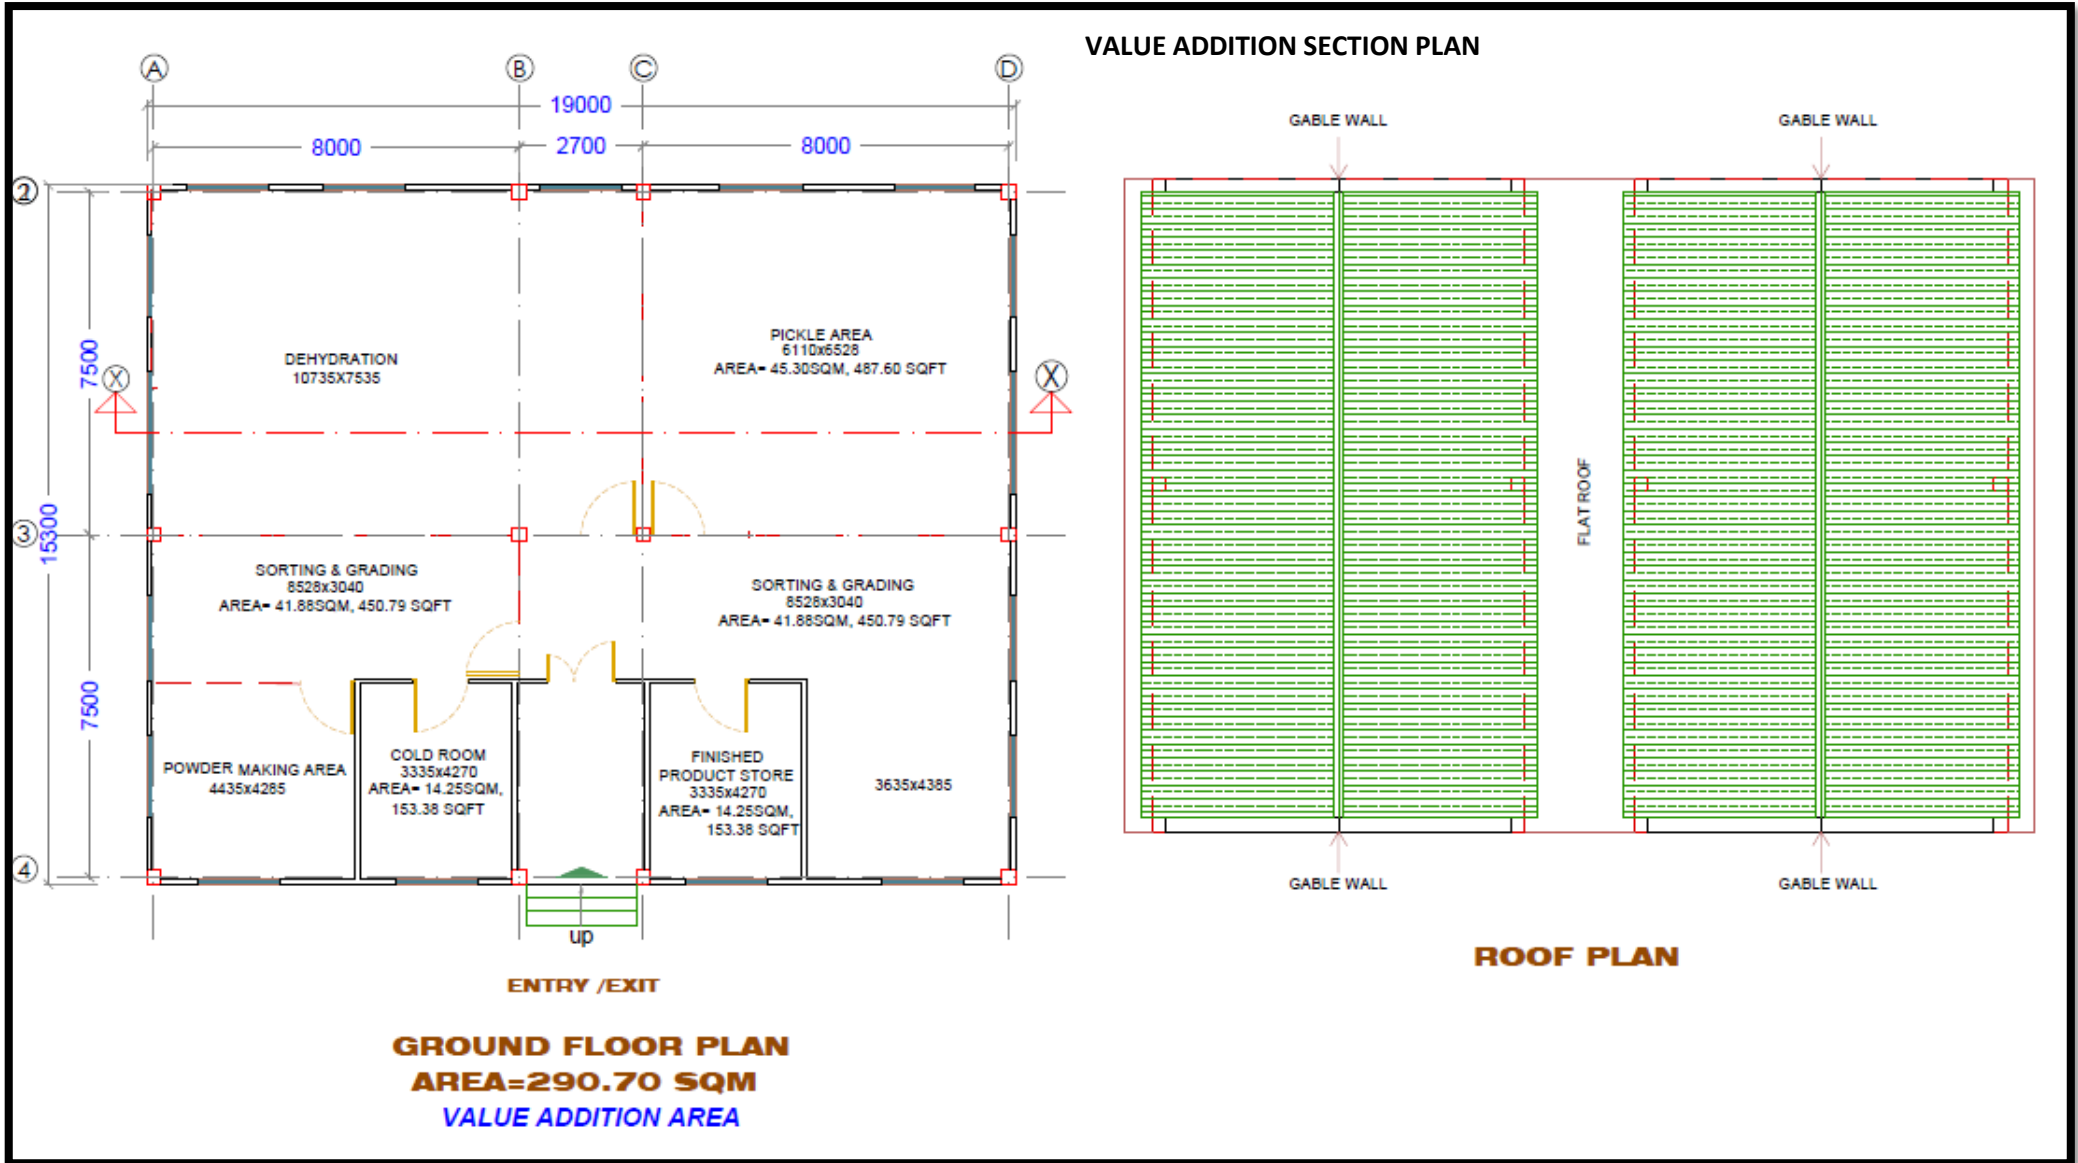 VALUE ADDITION SECTION PLAN
A
B
C
D
19000
8000
2700
8000
3
4
15300
7500
7500
X
X
DEHYDRATION
10735X7535
PICKLE AREA
6110x6528
AREA= 45.30SQM, 487.60 SQFT
SORTING & GRADING
8528x3040
AREA= 41.88SQM, 450.79 SQFT
SORTING & GRADING
8528x3040
AREA= 41.88SQM, 450.79 SQFT
POWDER MAKING AREA
4435x4285
COLD ROOM
3335x4270
AREA= 14.25SQM,
153.38 SQFT
FINISHED
PRODUCT STORE
3335x4270
AREA= 14.25SQM,
153.38 SQFT
3635x4385
up
ENTRY /EXIT
GROUND FLOOR PLAN
AREA=290.70 SQM
VALUE ADDITION AREA
GABLE WALL
GABLE WALL
FLAT ROOF
GABLE WALL
GABLE WALL
ROOF PLAN